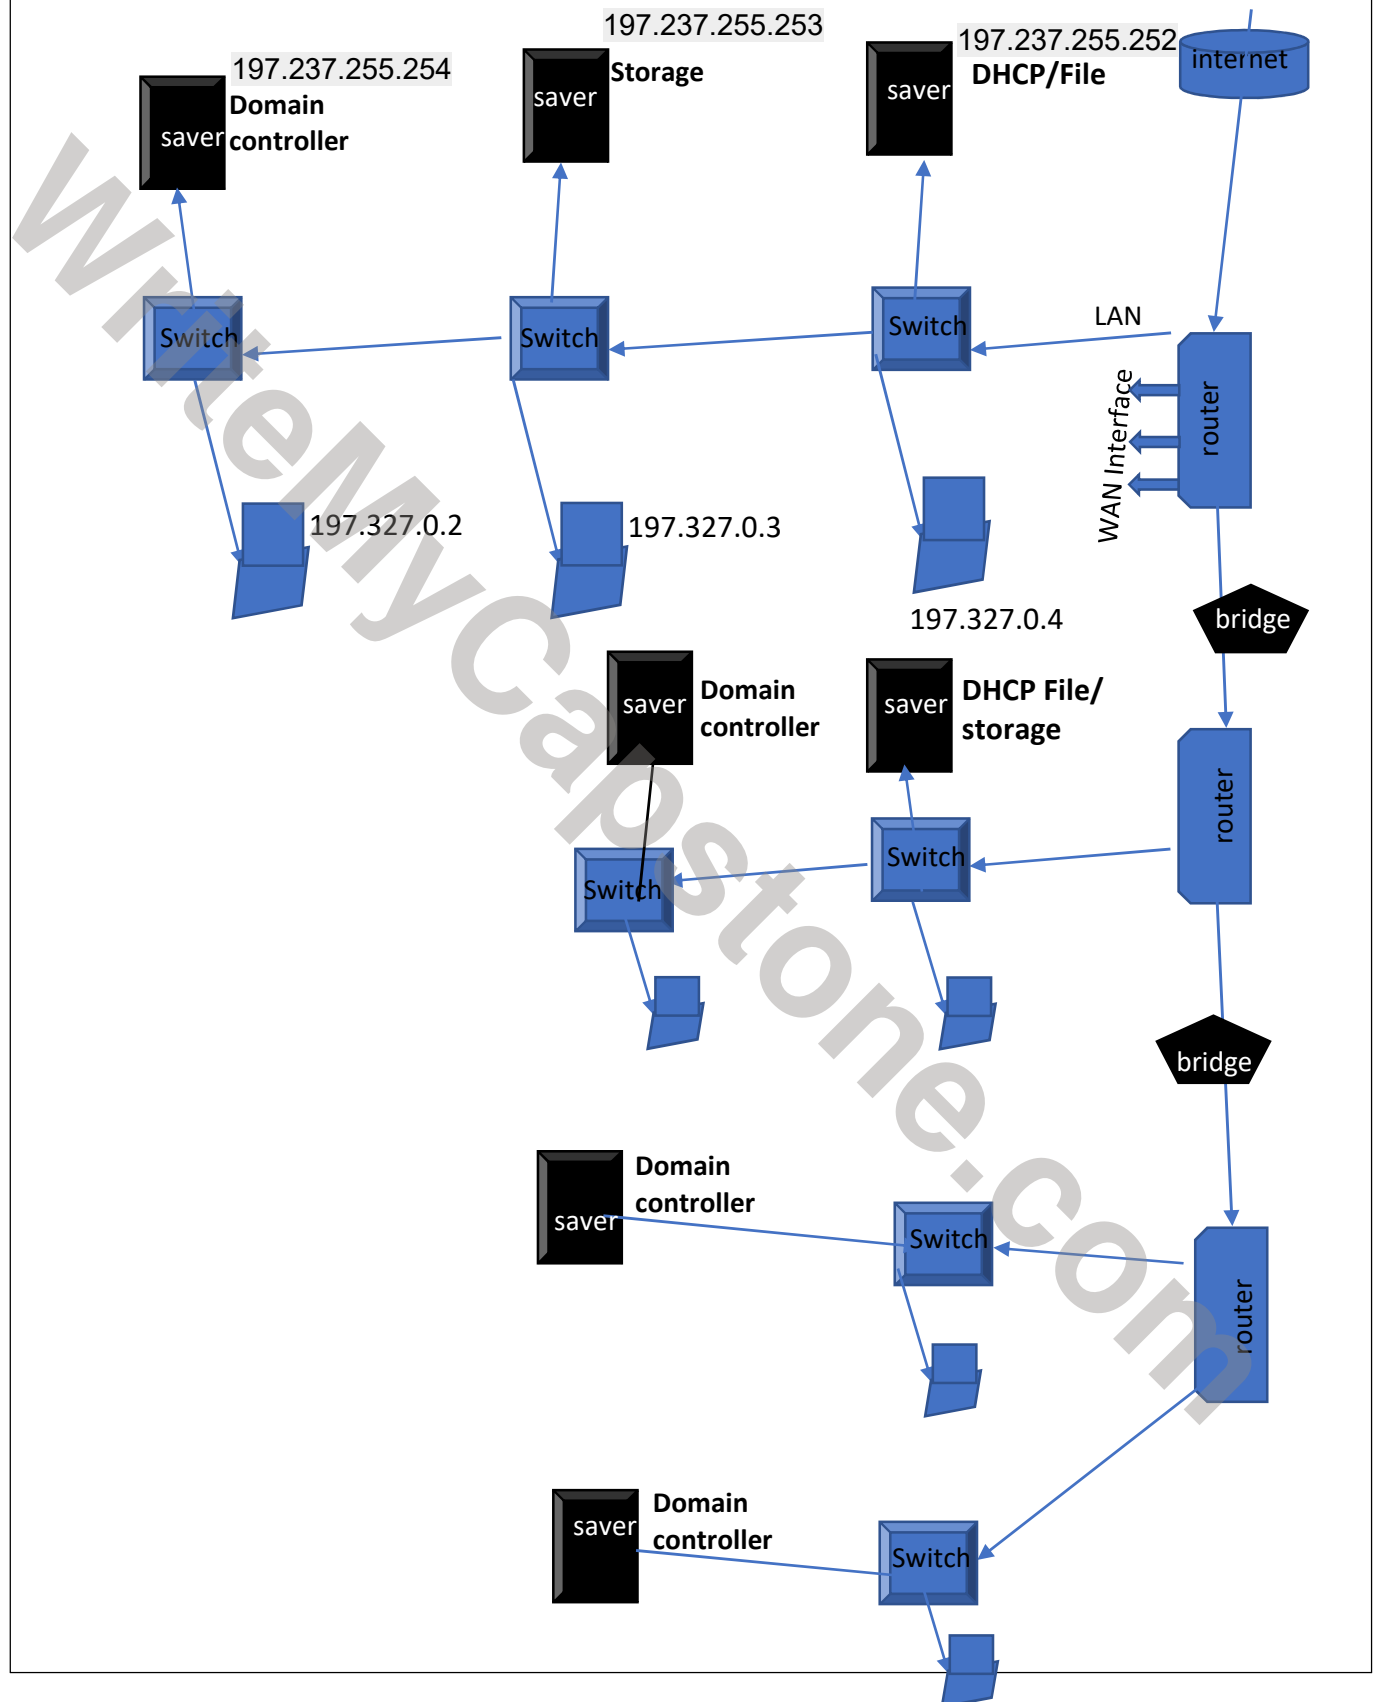 197.237.255.253
197.237.255.252
internet
197.237.255.254
Storage
DHCP/File
saver
saver
Domain
controller
saver
LAN
Switch
Switch
Switch
WAN Interface
router
197.327.0.2
197.327.0.3
197.327.0.4
bridge
saver
Domain
controller
saver
DHCP File/
storage
router
Switch
Switch
bridge
Domain
controller
saver
Switch
router
Domain
controller
saver
Switch
WriteMyCapstone.com